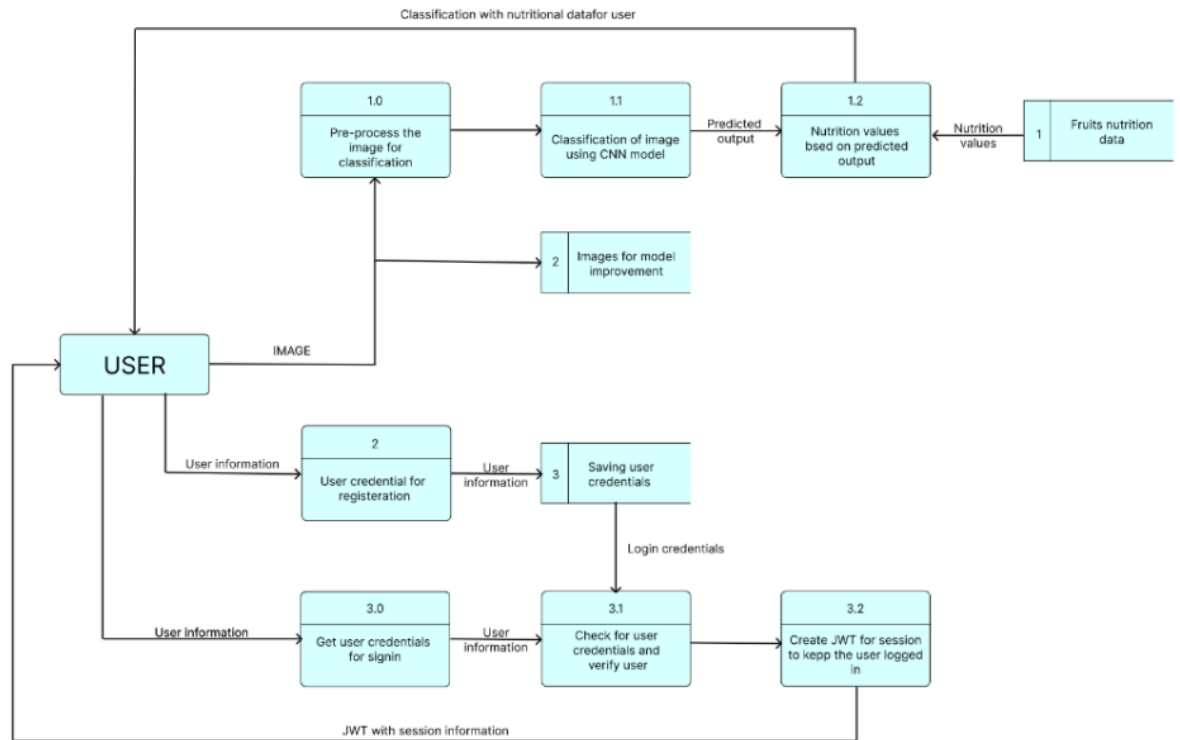 Classification with nutritional datafor user
1.0
Pre-process the
image for
classification
1.1
Classification of image
using CNN model
Predicted
output
1.2
Nutrition values
bsed on predicted
output
Nutrition
values
1
Fruits nutrition
data
2
Images for model
improvement
USER
IMAGE
User information
2
User credential for
registeration
User
information
3
Saving user
credentials
Login credentials
User information
3.0
Get user credentials
for signin
User
information
3.1
Check for user
credentials and
verify user
3.2
Create JWT for session
to kepp the user logged
in
JWT with session information